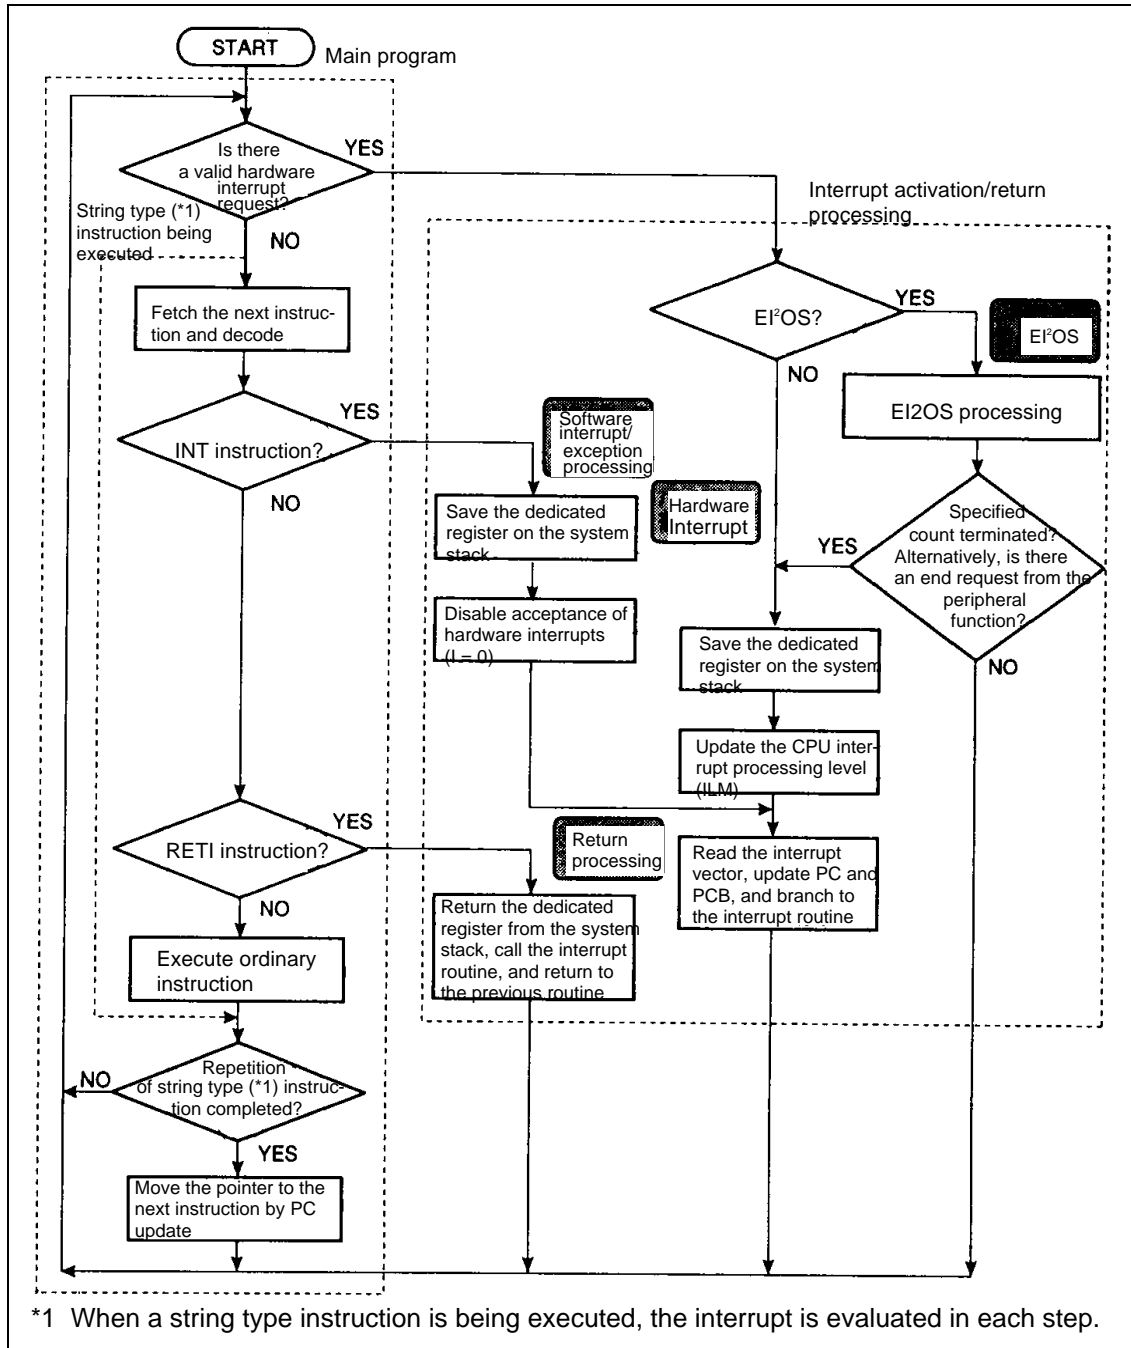 START
Main program
Is there
a valid hardware
interrupt
request?
YES
NO
String type (*1)
instruction being
executed
Fetch the next instruc-
tion and decode
INT instruction?
YES
NO
RETI instruction?
YES
NO
Execute ordinary
instruction
Repetition
of string type (*1) instruc-
tion completed?
NO
YES
Move the pointer to the
next instruction by PC
update
Interrupt activation/return
processing
EI²OS?
YES
NO
EI²OS
EI2OS processing
Specified
count terminated?
Alternatively, is there
an end request from the
peripheral
function?
YES
NO
Software
interrupt/
exception
processing
Save the dedicated
register on the system
stack
Disable acceptance of
hardware interrupts
(I = 0)
Hardware
Interrupt
Save the dedicated
register on the system
stack
Update the CPU inter-
rupt processing level
(ILM)
Read the interrupt
vector, update PC and
PCB, and branch to
the interrupt routine
Return
processing
Return the dedicated
register from the system
stack, call the interrupt
routine, and return to
the previous routine
*1 When a string type instruction is being executed, the interrupt is evaluated in each step.